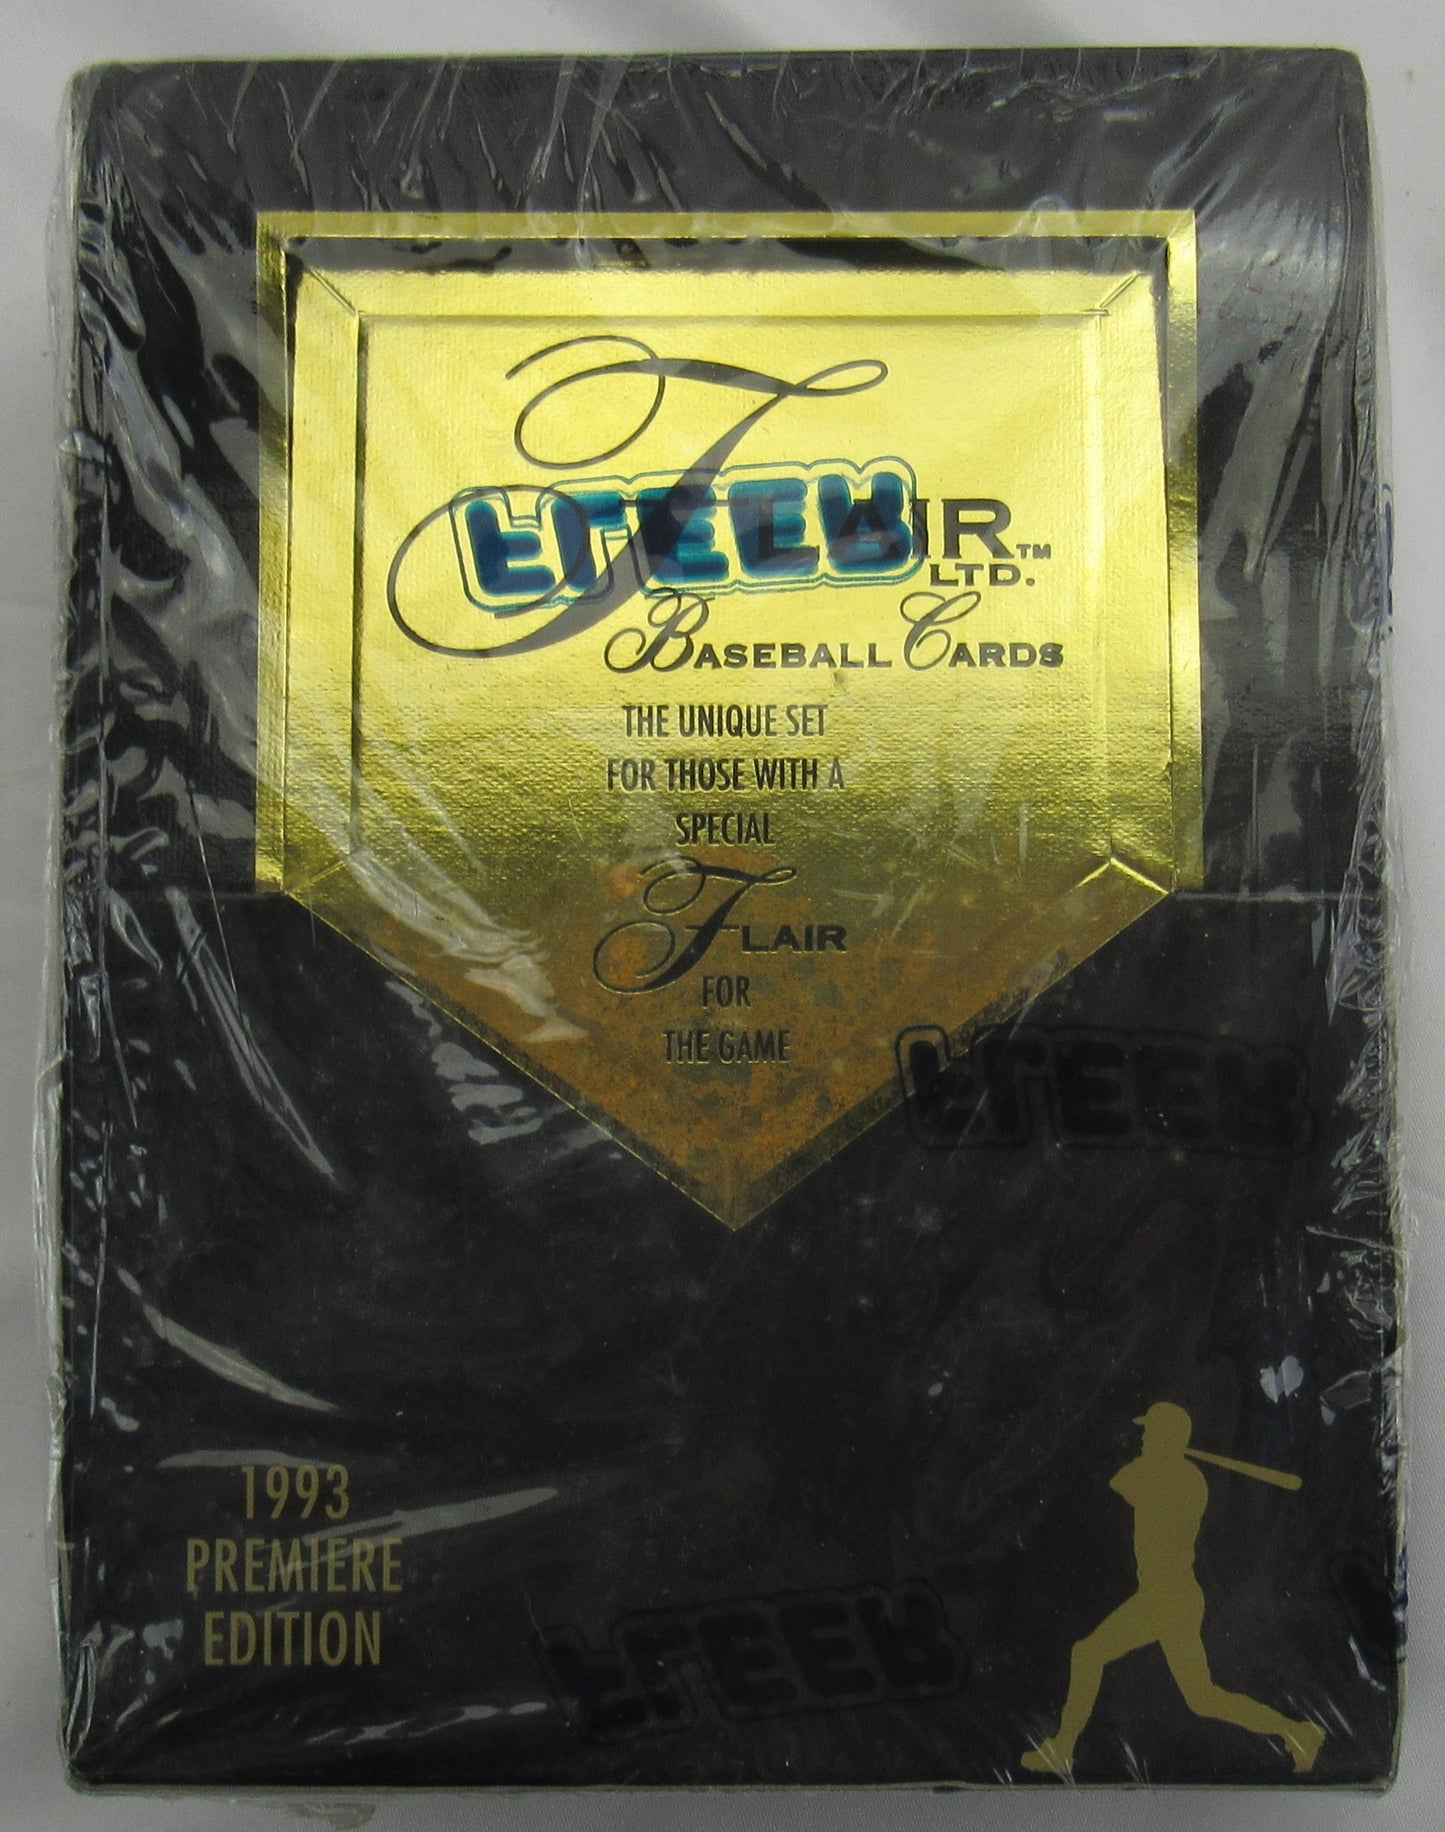 FLAIR™
FLEER
LTD.
BASEBALL CARDS
THE UNIQUE SET
FOR THOSE WITH A
SPECIAL
FLAIR
FOR
THE GAME
FLEER
1993
PREMIERE
EDITION
FLEER